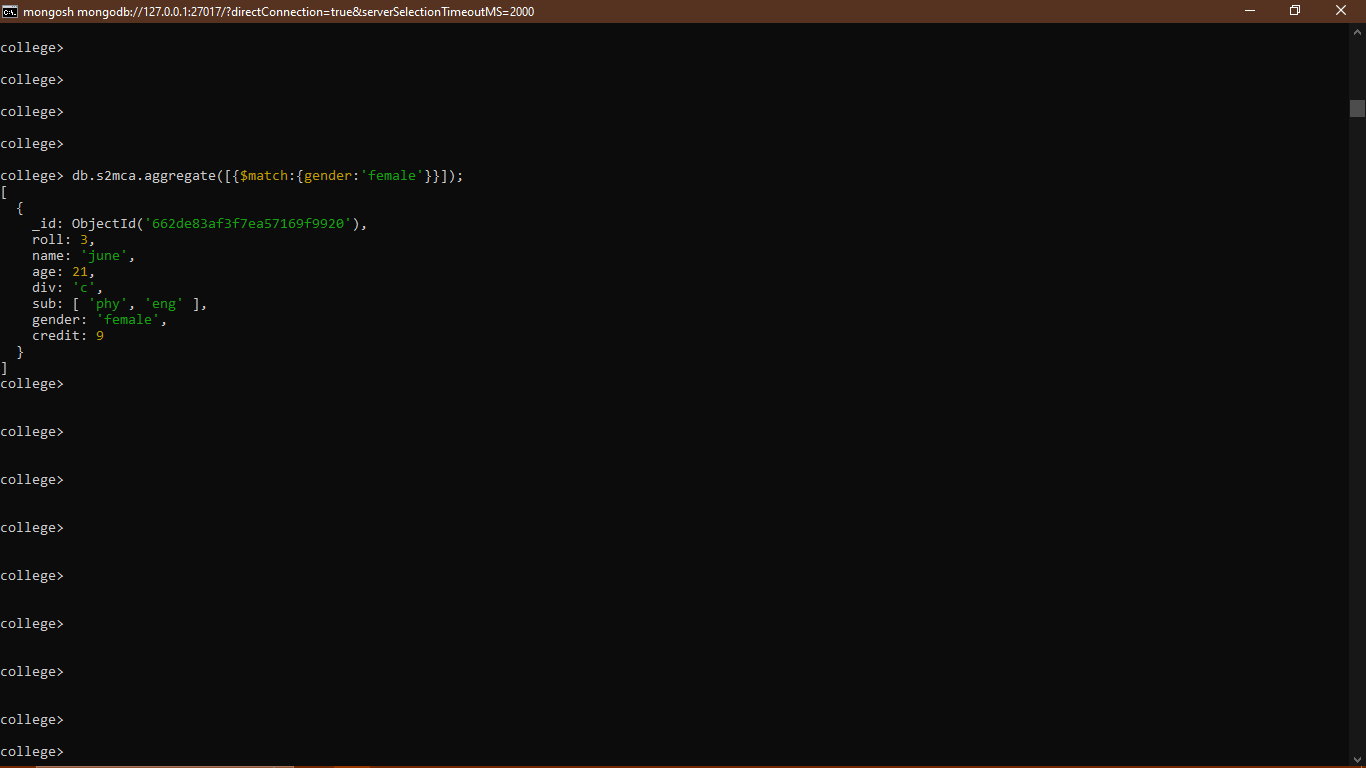 mongosh mongodb://127.0.0.1:27017/?directConnection=true&serverSelectionTimeoutMS=2000
college>
college>
college>
college>
college> db.s2mca.aggregate([{$match:{gender:'female'}}]);
[
  {
    _id: ObjectId('662de83af3f7ea57169f9920'),
    roll: 3,
    name: 'june',
    age: 21,
    div: 'c',
    sub: [ 'phy', 'eng' ],
    gender: 'female',
    credit: 9
  }
]
college>
college>
college>
college>
college>
college>
college>
college>
college>